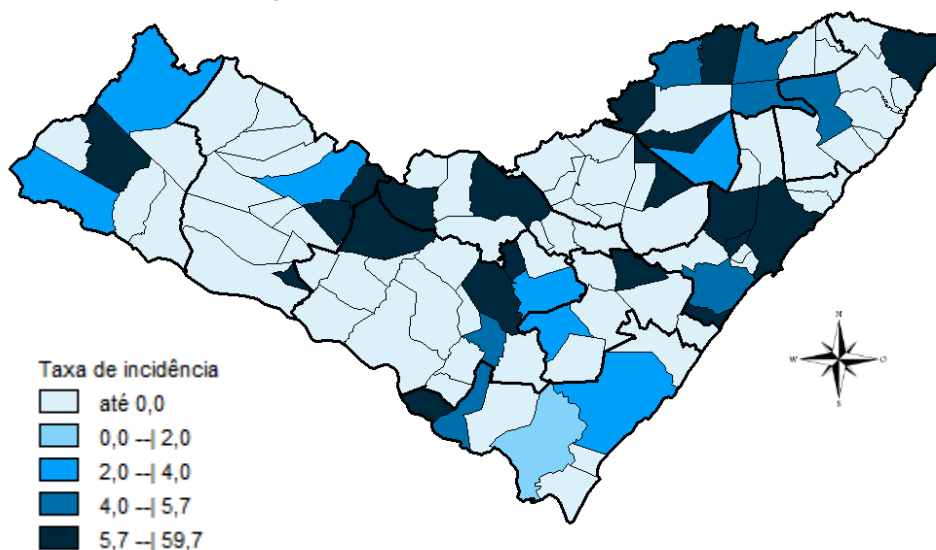 Taxa de incidência
até 0,0
0,0 --| 2,0
2,0 --| 4,0
4,0 --| 5,7
5,7 --| 59,7
N
W O
S